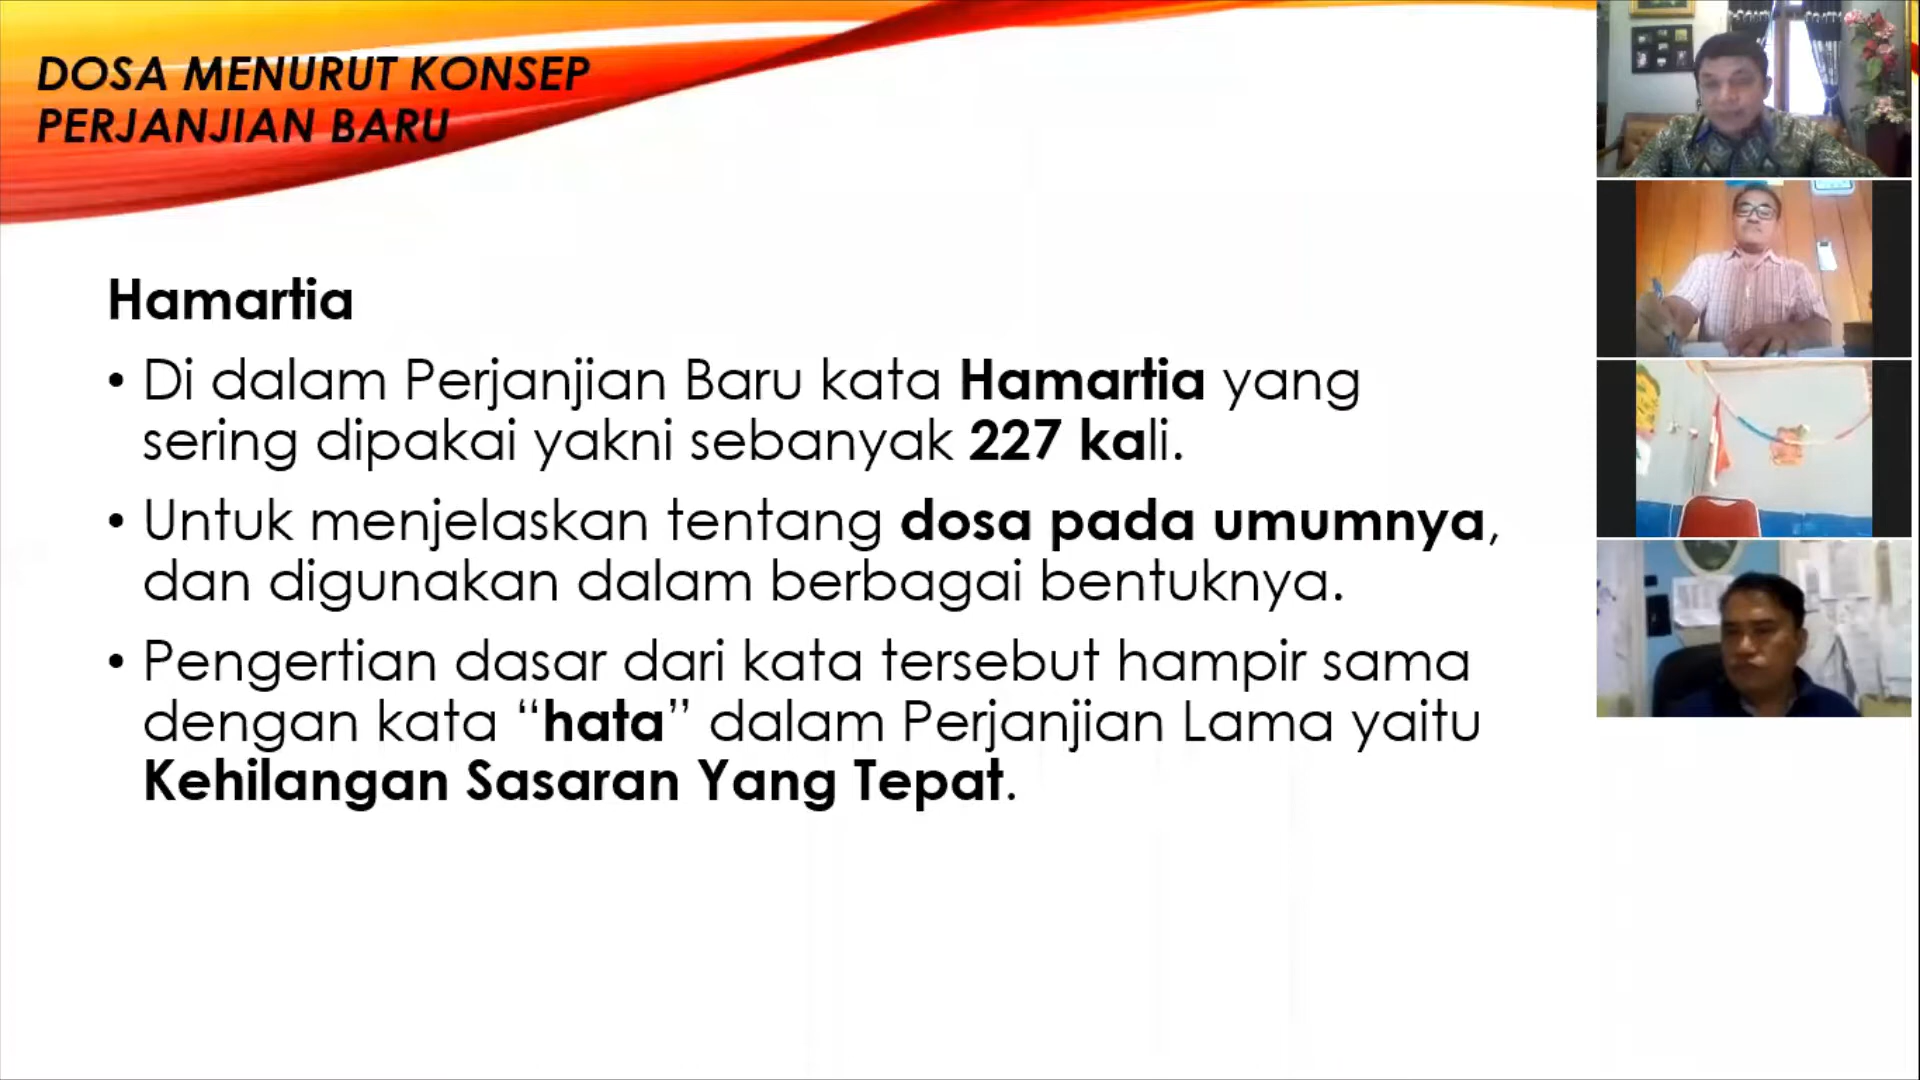 DOSA MENURUT KONSEP
PERJANJIAN BARU
Hamartia
• Di dalam Perjanjian Baru kata Hamartia yang
sering dipakai yakni sebanyak 227 kali.
• Untuk menjelaskan tentang dosa pada umumnya,
dan digunakan dalam berbagai bentuknya.
• Pengertian dasar dari kata tersebut hampir sama
dengan kata “hata” dalam Perjanjian Lama yaitu
Kehilangan Sasaran Yang Tepat.